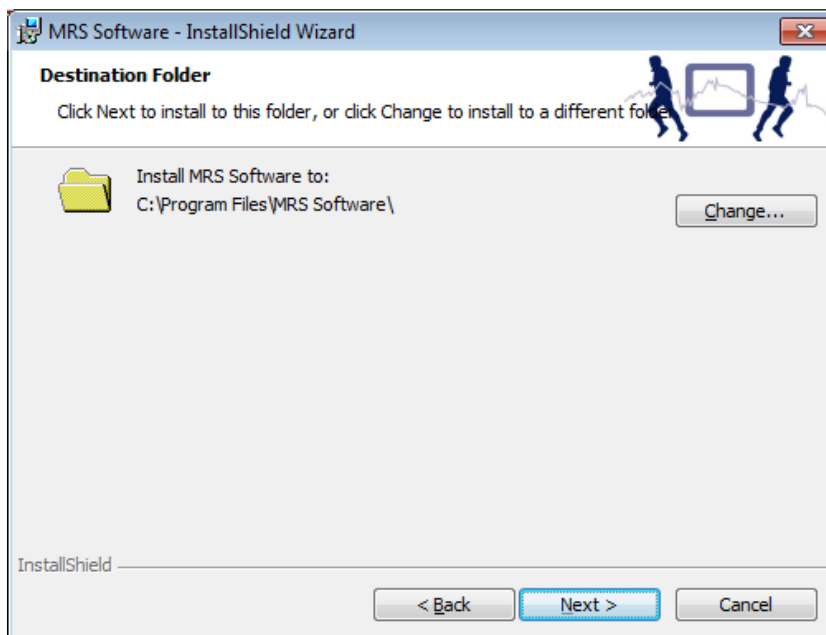 MRS Software - InstallShield Wizard
Destination Folder
Click Next to install to this folder, or click Change to install to a different folder.
Install MRS Software to:
C:\Program Files\MRS Software\
Change...
InstallShield
< Back
Next >
Cancel